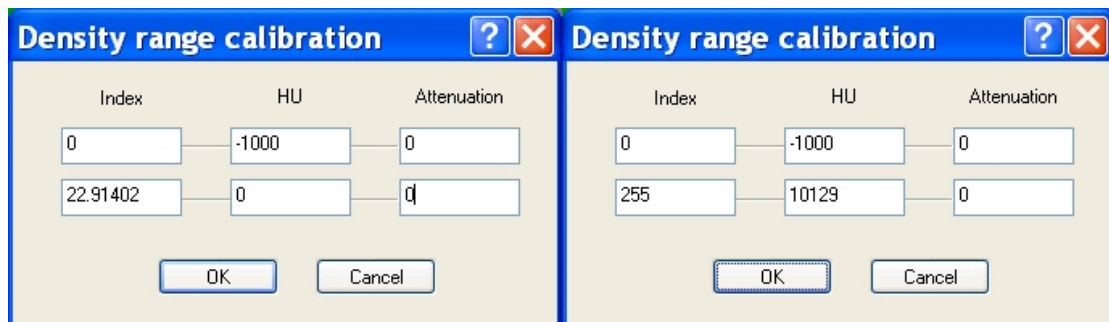 Density range calibration ?
Index HU Attenuation
0 -1000 0
22.91402 0 0
OK Cancel
Density range calibration ?
Index HU Attenuation
0 -1000 0
255 10129 0
OK Cancel